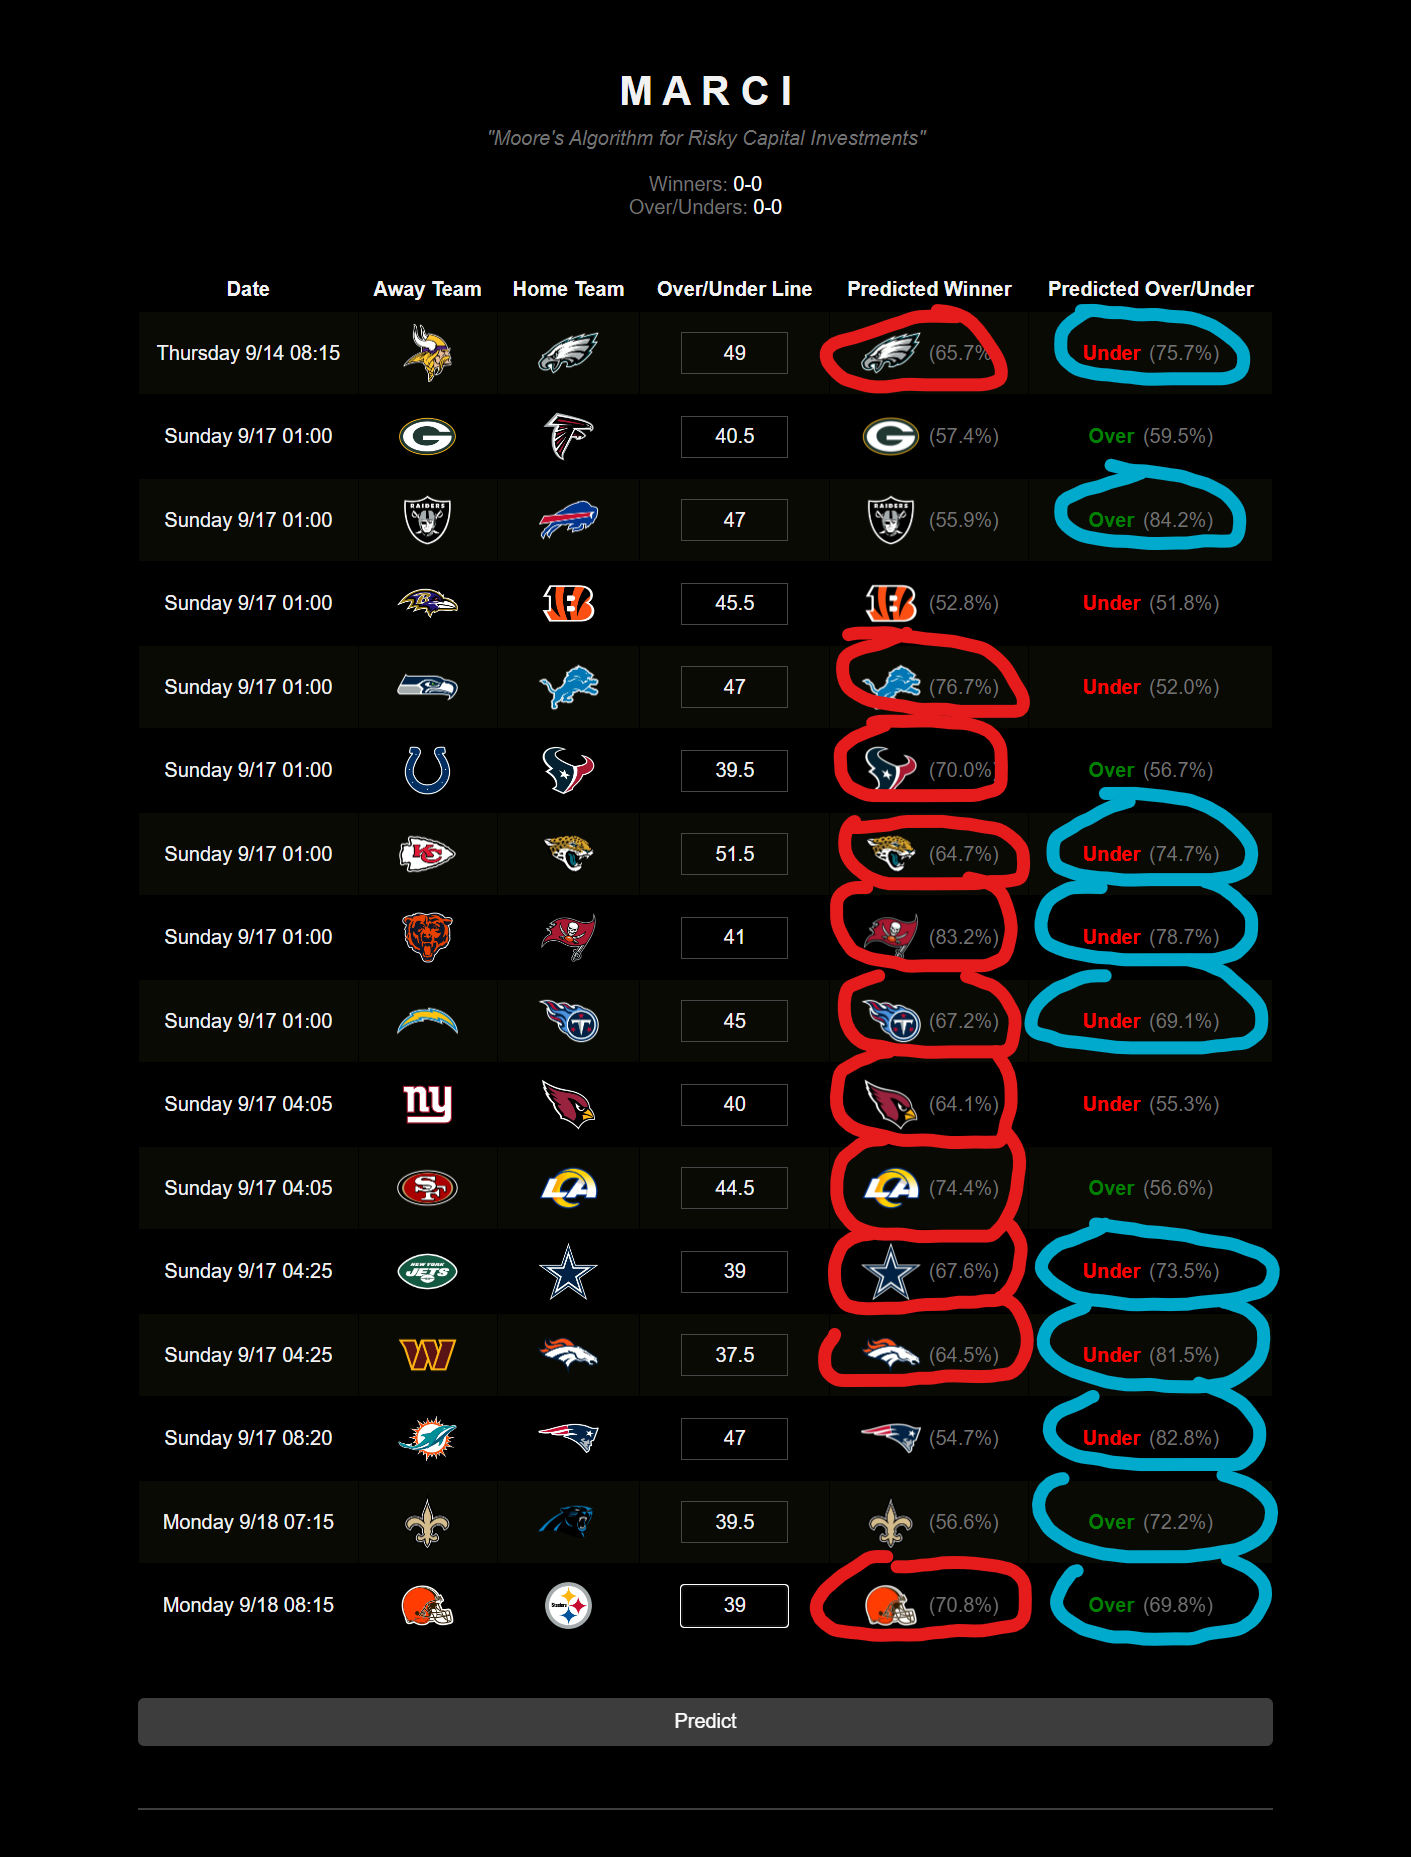 MARCI
"Moore's Algorithm for Risky Capital Investments"
Winners: 0-0
Over/Unders: 0-0
Date Away Team Home Team Over/Under Line Predicted Winner Predicted Over/Under
Thursday 9/14 08:15 49 (65.7% Under (75.7%)
Sunday 9/17 01:00 G 40.5 G (57.4%) Over (59.5%)
Sunday 9/17 01:00 RAIDERS 47 RAIDERS (55.9%) Over (84.2%)
Sunday 9/17 01:00 B 45.5 B (52.8%) Under (51.8%)
Sunday 9/17 01:00 47 (76.7%) Under (52.0%)
Sunday 9/17 01:00 39.5 (70.0% Over (56.7%)
Sunday 9/17 01:00 KC 51.5 (64.7%) Under (74.7%)
Sunday 9/17 01:00 41 (83.2%) Under (78.7%)
Sunday 9/17 01:00 T 45 T (67.2%) Under (69.1%)
Sunday 9/17 04:05 ny 40 (64.1%) Under (55.3%)
Sunday 9/17 04:05 SF LA 44.5 LA (74.4%) Over (56.6%)
Sunday 9/17 04:25 NEW YORK JETS 39 (67.6%) Under (73.5%)
Sunday 9/17 04:25 W 37.5 (64.5%) Under (81.5%)
Sunday 9/17 08:20 47 (54.7%) Under (82.8%)
Monday 9/18 07:15 39.5 (56.6%) Over (72.2%)
Monday 9/18 08:15 Steelers 39 (70.8%) Over (69.8%)
Predict